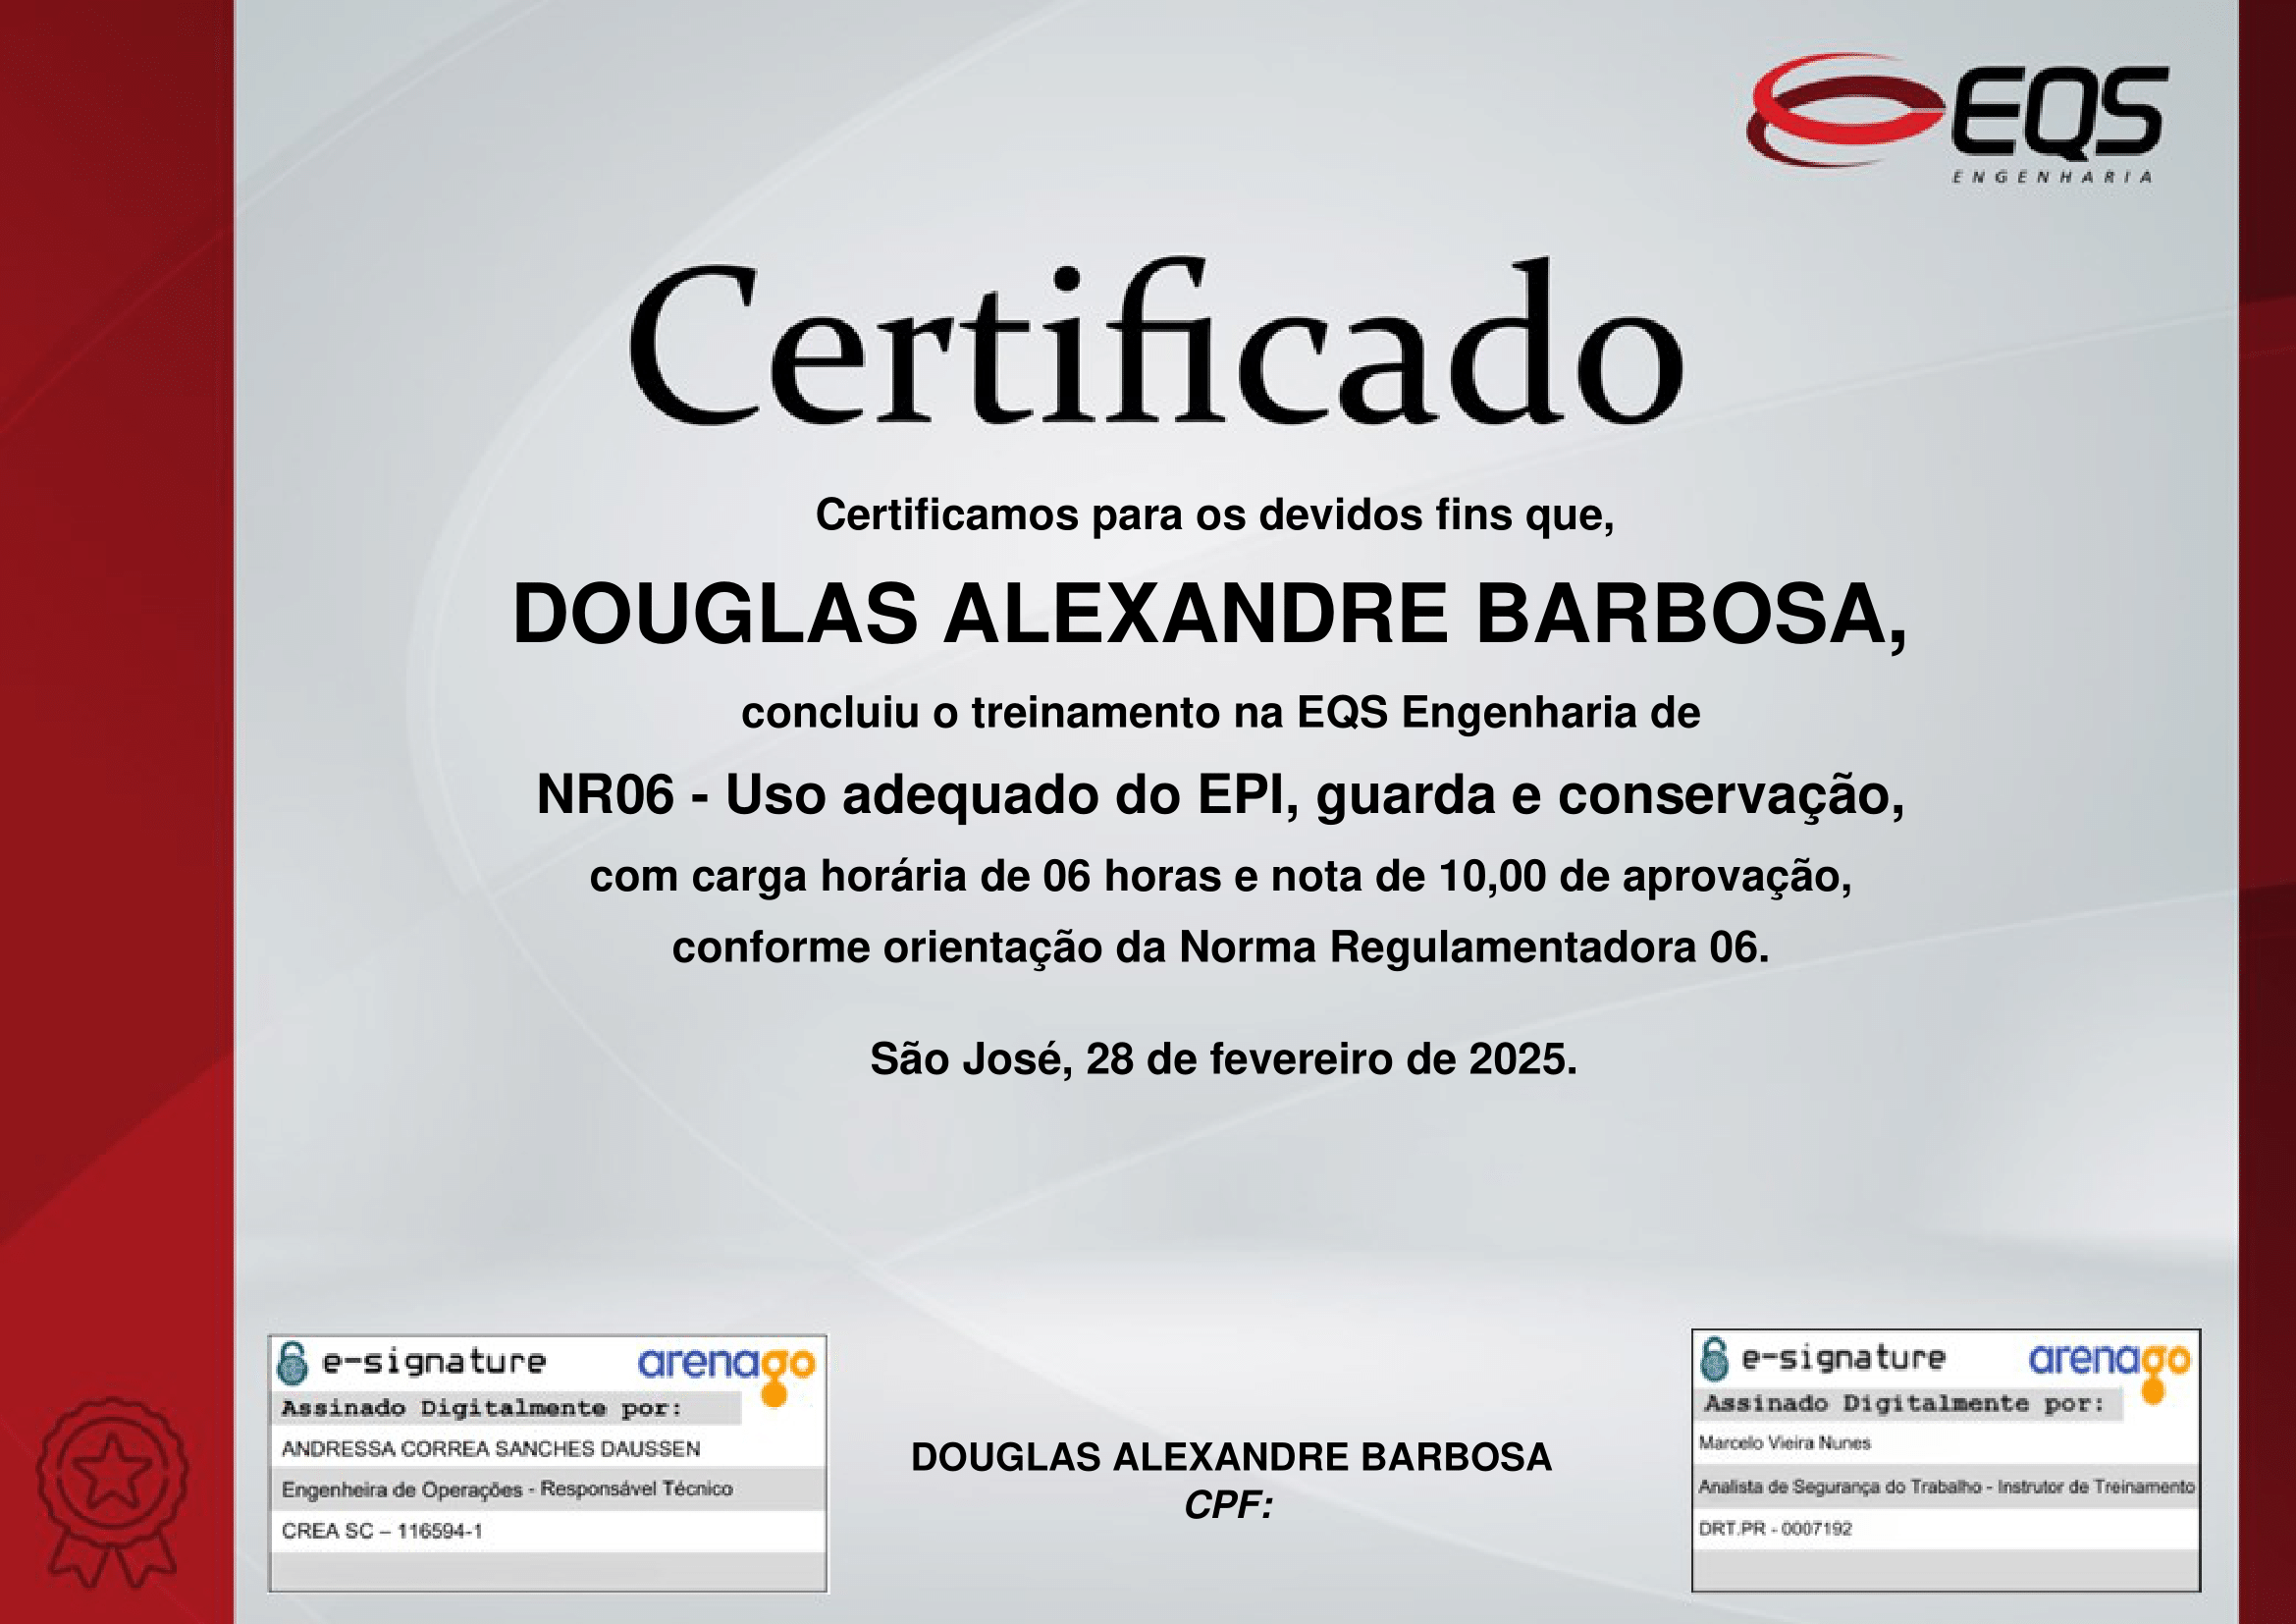 EQS
ENGENHARIA
Certificado
Certificamos para os devidos fins que,
DOUGLAS ALEXANDRE BARBOSA,
concluiu o treinamento na EQS Engenharia de
NR06 - Uso adequado do EPI, guarda e conservação,
com carga horária de 06 horas e nota de 10,00 de aprovação,
conforme orientação da Norma Regulamentadora 06.
São José, 28 de fevereiro de 2025.
e-signature arenago
Assinado Digitalmente por:
ANDRESSA CORREA SANCHES DAUSSEN
Engenheira de Operações - Responsável Técnico
CREA SC – 116594-1
DOUGLAS ALEXANDRE BARBOSA
CPF:
e-signature arenago
Assinado Digitalmente por:
Marcelo Vieira Nunes
Analista de Segurança do Trabalho - Instrutor de Treinamento
DRT.PR - 0007192